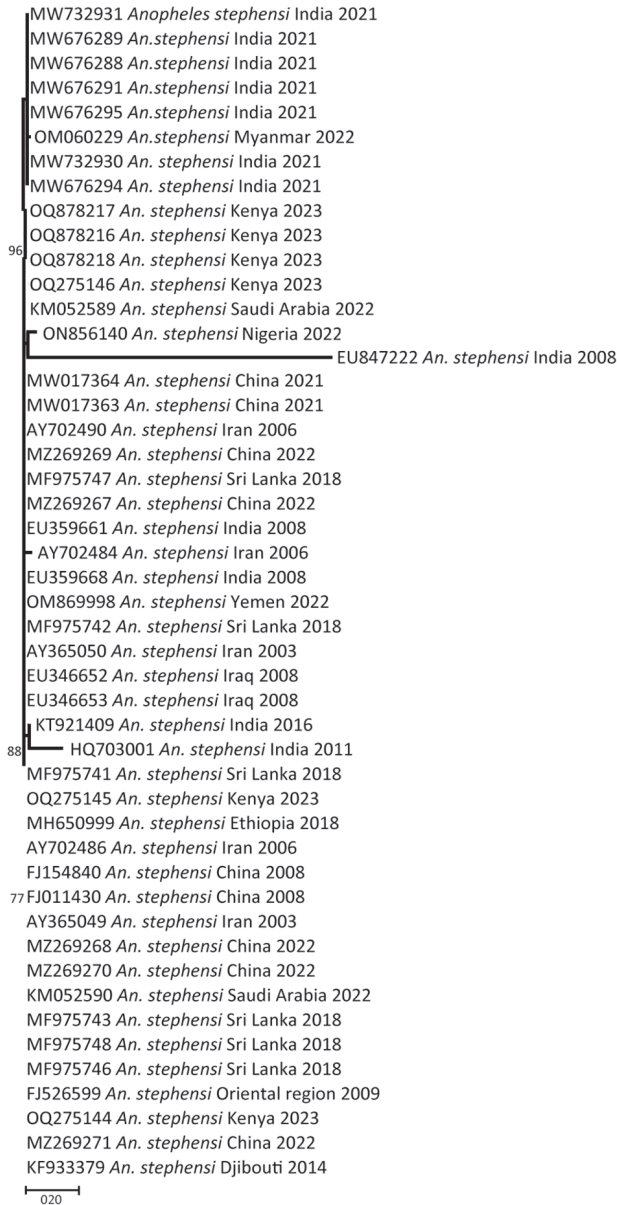 MW732931 Anopheles stephensi India 2021
MW676289 An.stephensi India 2021
MW676288 An.stephensi India 2021
MW676291 An.stephensi India 2021
MW676295 An.stephensi India 2021
OM060229 An.stephensi Myanmar 2022
MW732930 An. stephensi India 2021
MW676294 An. stephensi India 2021
OQ878217 An. stephensi Kenya 2023
OQ878216 An. stephensi Kenya 2023
96
OQ878218 An. stephensi Kenya 2023
OQ275146 An. stephensi Kenya 2023
KM052589 An. stephensi Saudi Arabia 2022
ON856140 An. stephensi Nigeria 2022
EU847222 An. stephensi India 2008
MW017364 An. stephensi China 2021
MW017363 An. stephensi China 2021
AY702490 An. stephensi Iran 2006
MZ269269 An. stephensi China 2022
MF975747 An. stephensi Sri Lanka 2018
MZ269267 An. stephensi China 2022
EU359661 An. stephensi India 2008
AY702484 An. stephensi Iran 2006
EU359668 An. stephensi India 2008
OM869998 An. stephensi Yemen 2022
MF975742 An. stephensi Sri Lanka 2018
AY365050 An. stephensi Iran 2003
EU346652 An. stephensi Iraq 2008
EU346653 An. stephensi Iraq 2008
KT921409 An. stephensi India 2016
88 HQ703001 An. stephensi India 2011
MF975741 An. stephensi Sri Lanka 2018
OQ275145 An. stephensi Kenya 2023
MH650999 An. stephensi Ethiopia 2018
AY702486 An. stephensi Iran 2006
FJ154840 An. stephensi China 2008
77 FJ011430 An. stephensi China 2008
AY365049 An. stephensi Iran 2003
MZ269268 An. stephensi China 2022
MZ269270 An. stephensi China 2022
KM052590 An. stephensi Saudi Arabia 2022
MF975743 An. stephensi Sri Lanka 2018
MF975748 An. stephensi Sri Lanka 2018
MF975746 An. stephensi Sri Lanka 2018
FJ526599 An. stephensi Oriental region 2009
OQ275144 An. stephensi Kenya 2023
MZ269271 An. stephensi China 2022
KF933379 An. stephensi Djibouti 2014
020